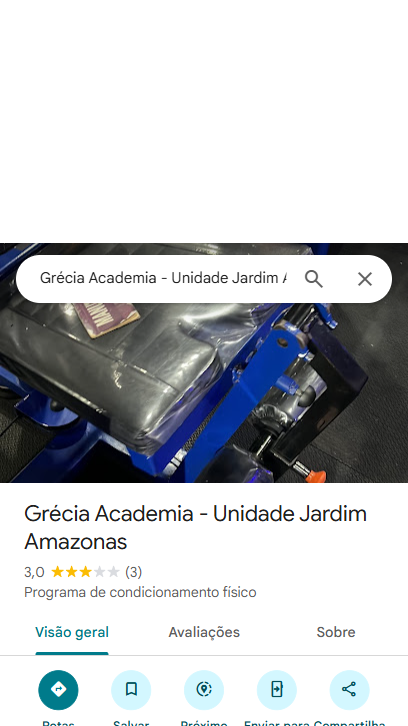 Grécia Academia - Unidade Jardim
Grécia Academia - Unidade Jardim
Amazonas
3,0 (3)
Programa de condicionamento físico
Visão geral
Avaliações
Sobre
Rotas
Salvar
Próximo
Enviar para
Compartilha